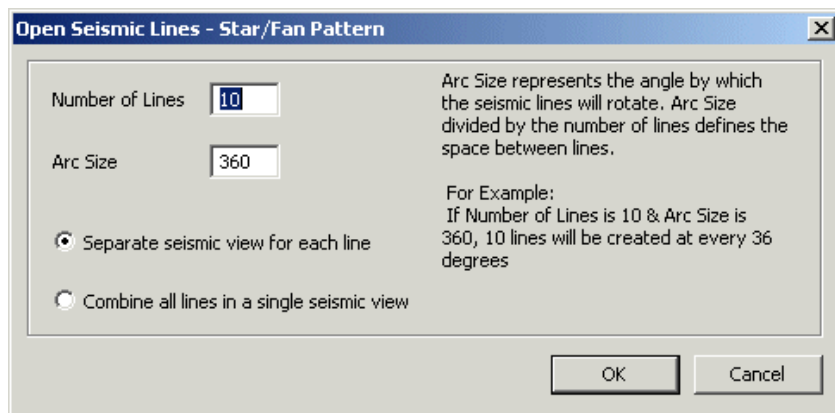 Open Seismic Lines - Star/Fan Pattern
Number of Lines 10
Arc Size 360
Separate seismic view for each line
Combine all lines in a single seismic view
Arc Size represents the angle by which
the seismic lines will rotate. Arc Size
divided by the number of lines defines the
space between lines.
For Example:
If Number of Lines is 10 & Arc Size is
360, 10 lines will be created at every 36
degrees
OK Cancel